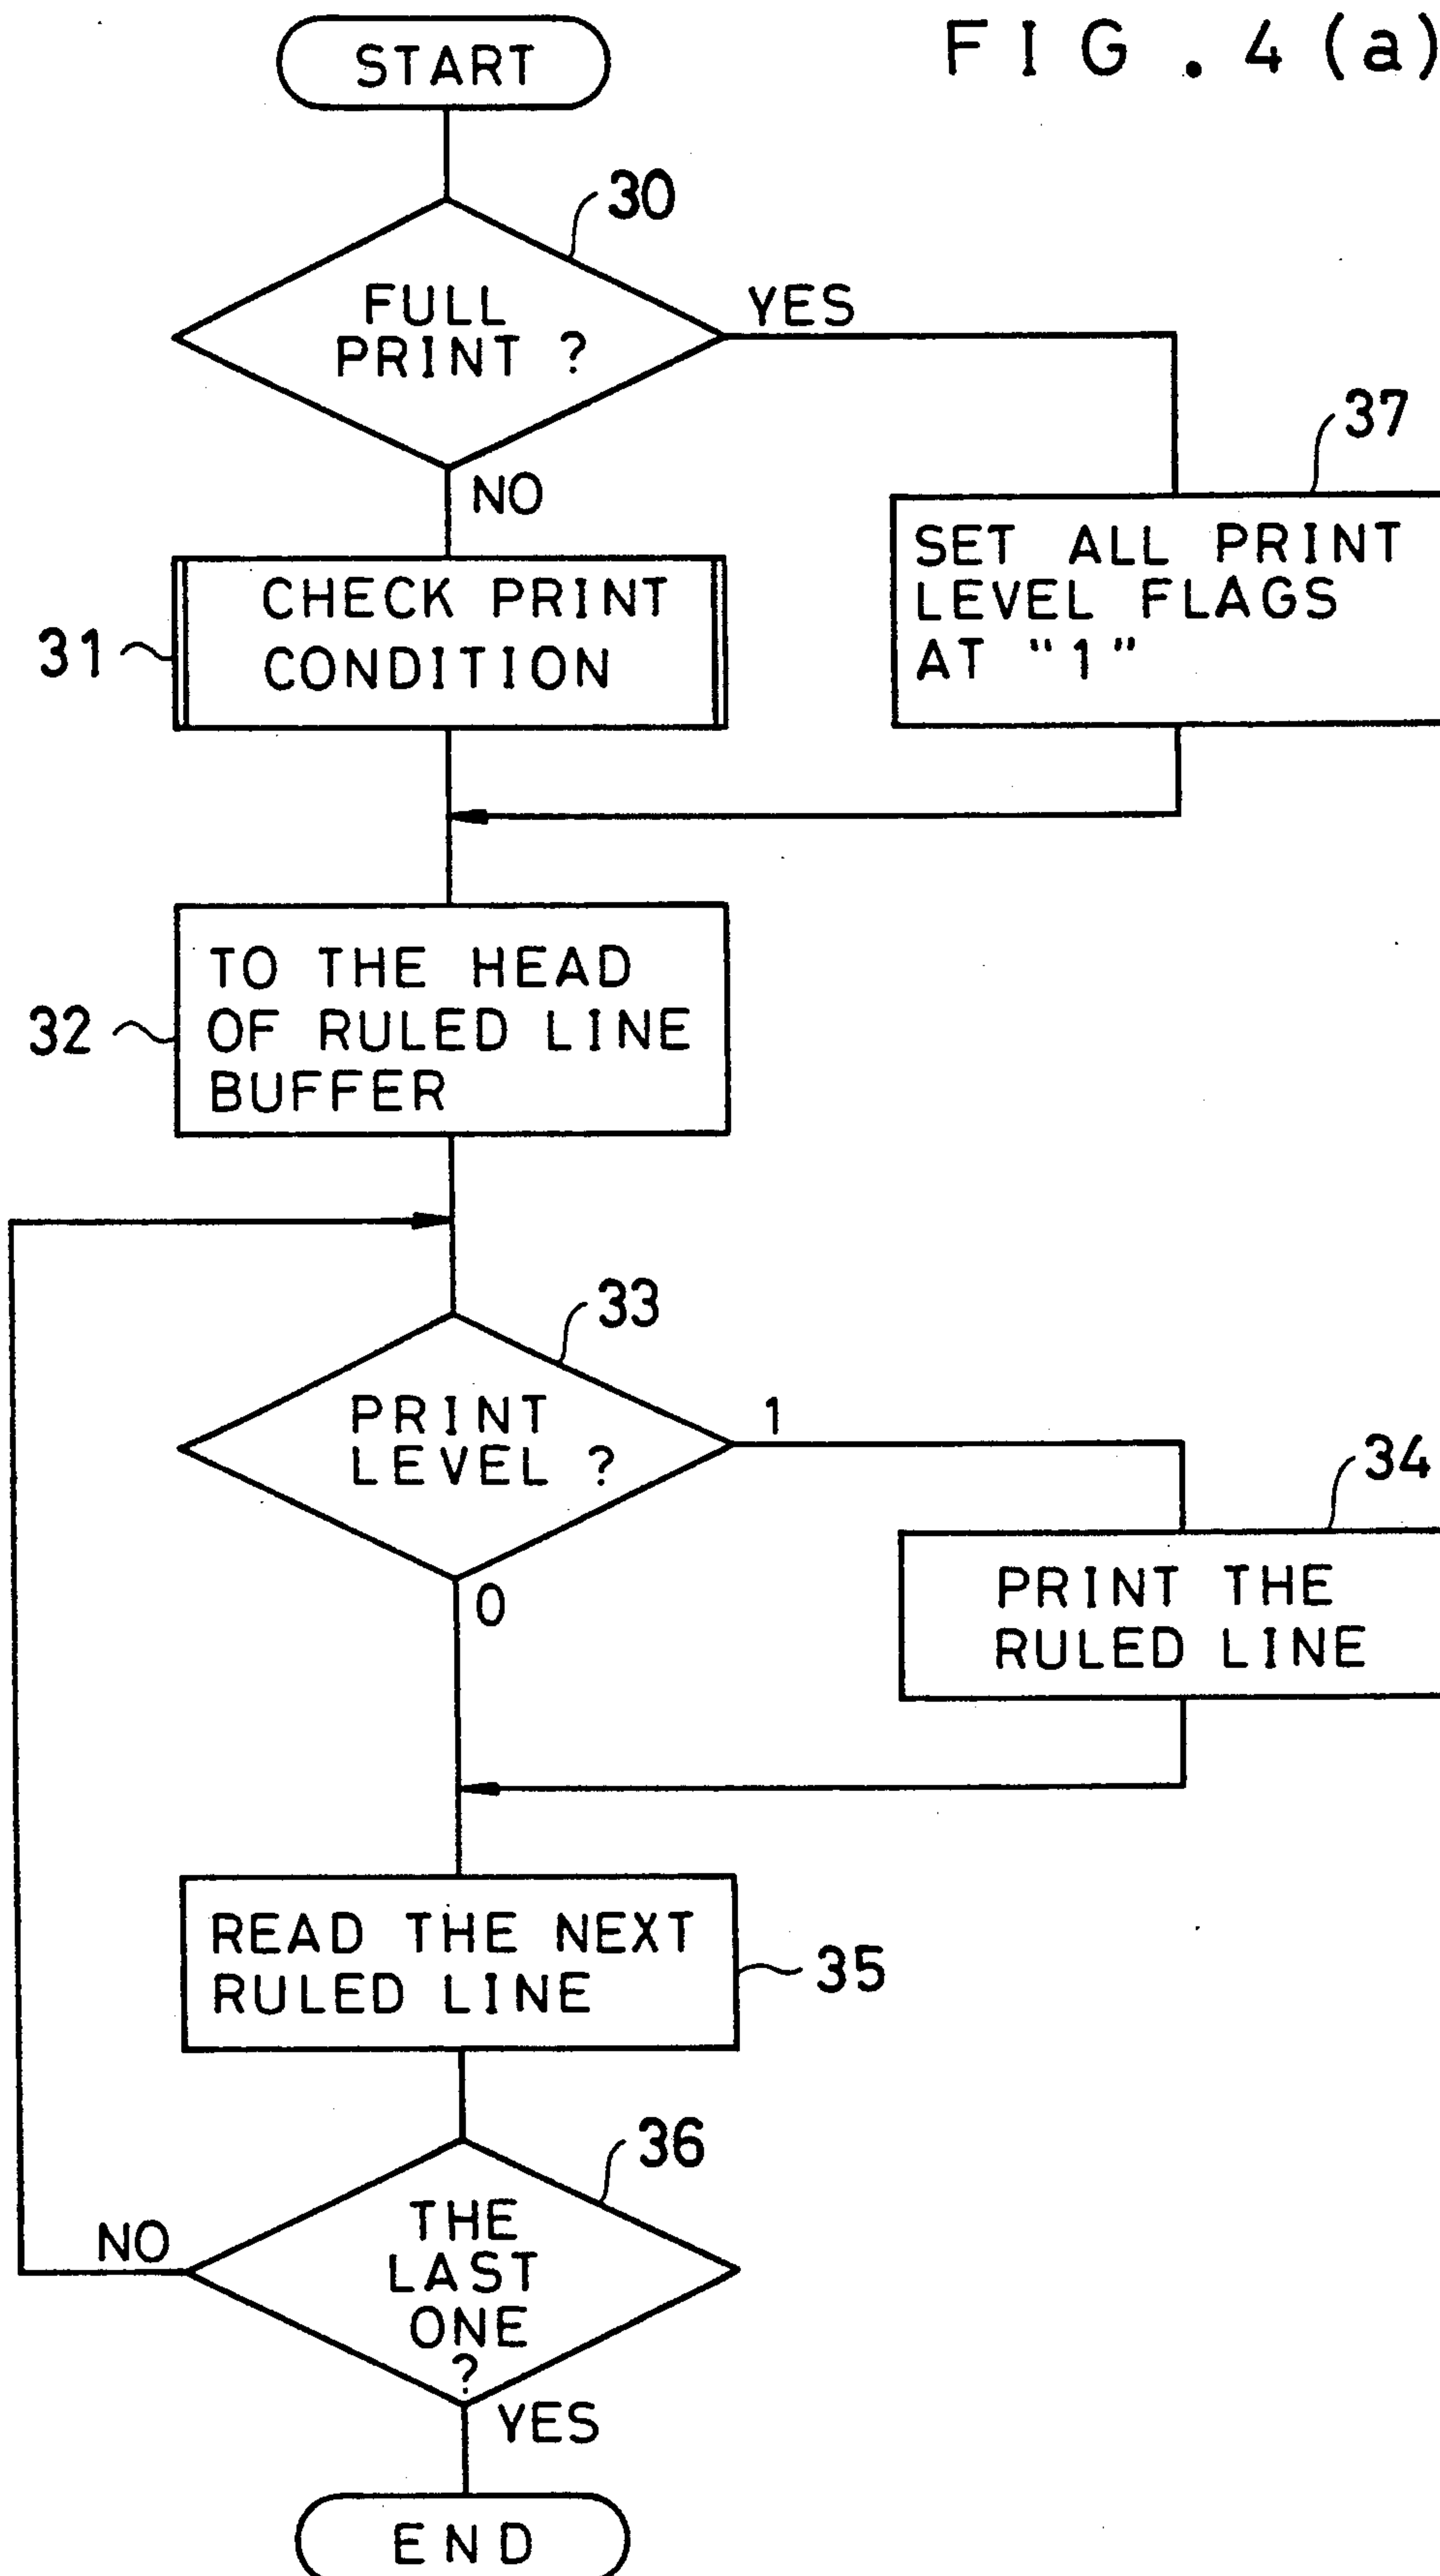 FIG. 4 (a)
START
30
FULL
PRINT ?
YES
NO
37
SET ALL PRINT
LEVEL FLAGS
AT "1"
31
CHECK PRINT
CONDITION
32
TO THE HEAD
OF RULED LINE
BUFFER
33
PRINT
LEVEL ?
1
0
34
PRINT THE
RULED LINE
READ THE NEXT
RULED LINE
35
36
THE
LAST
ONE
?
NO
YES
END